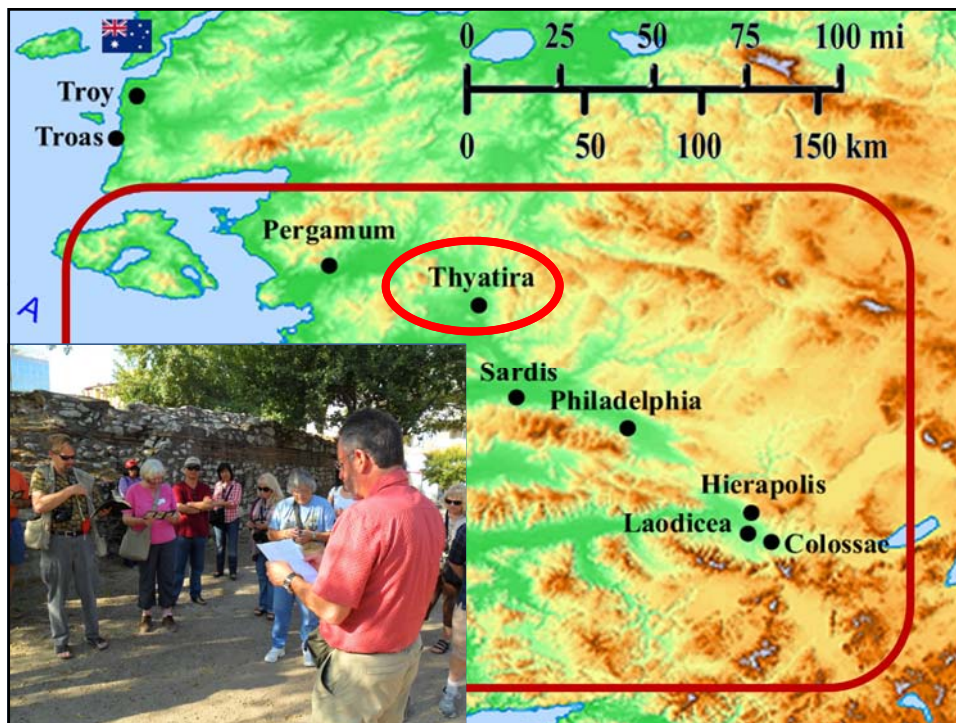 0 25 50 75 100 mi
0 50 100 150 km
Troy
Troas
Pergamum
Thyatira
A
Sardis
Philadelphia
Hierapolis
Laodicea
Colossae